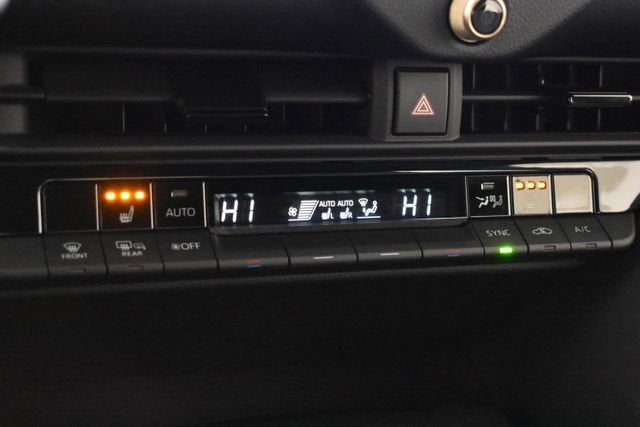 AUTO HI AUTO AUTO HI
L R
FRONT REAR OFF SYNC A/C